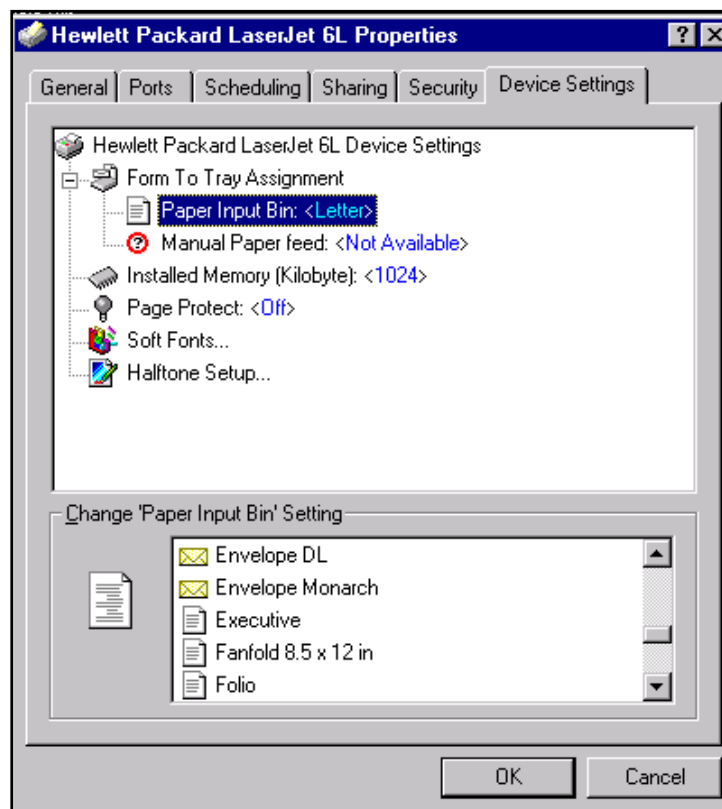 Hewlett Packard LaserJet 6L Properties
General Ports Scheduling Sharing Security Device Settings
Hewlett Packard LaserJet 6L Device Settings
Form To Tray Assignment
Paper Input Bin: <Letter>
Manual Paper feed: <Not Available>
Installed Memory (Kilobyte): <1024>
Page Protect: <Off>
Soft Fonts...
Halftone Setup...
Change 'Paper Input Bin' Setting
Envelope DL
Envelope Monarch
Executive
Fanfold 8.5 x 12 in
Folio
OK Cancel